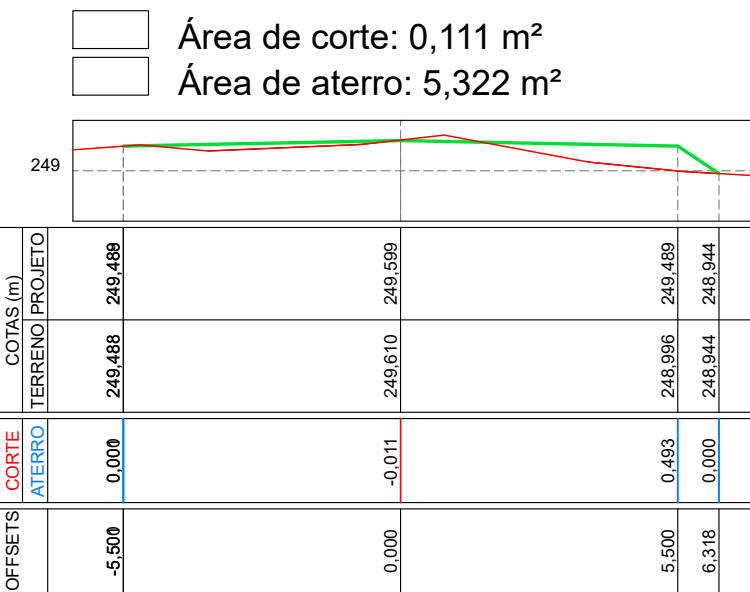 Área de corte: 0,111 m²
Área de aterro: 5,322 m²
249
COTAS (m)
PROJETO
249,599
249,489
248,944
TERRENO
249,488
249,610
248,996
248,944
CORTE
ATERRO
-0,011
0,493
0,000
OFFSETS
0,000
5,500
6,318